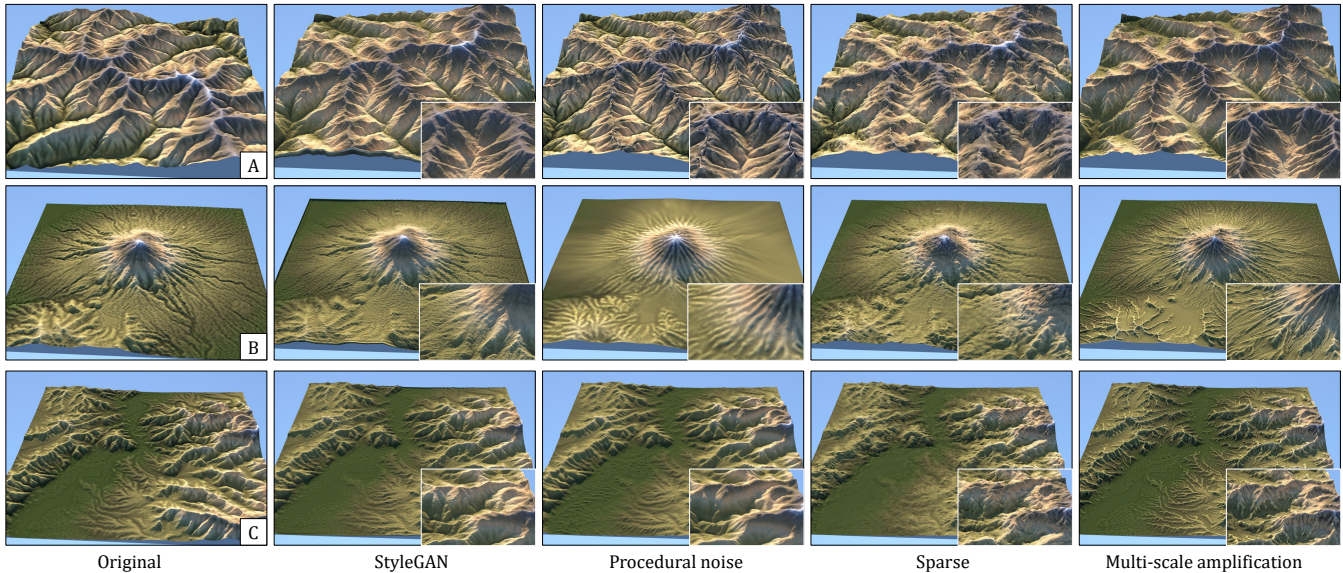 A
B
C
Original StyleGAN Procedural noise Sparse Multi-scale amplification